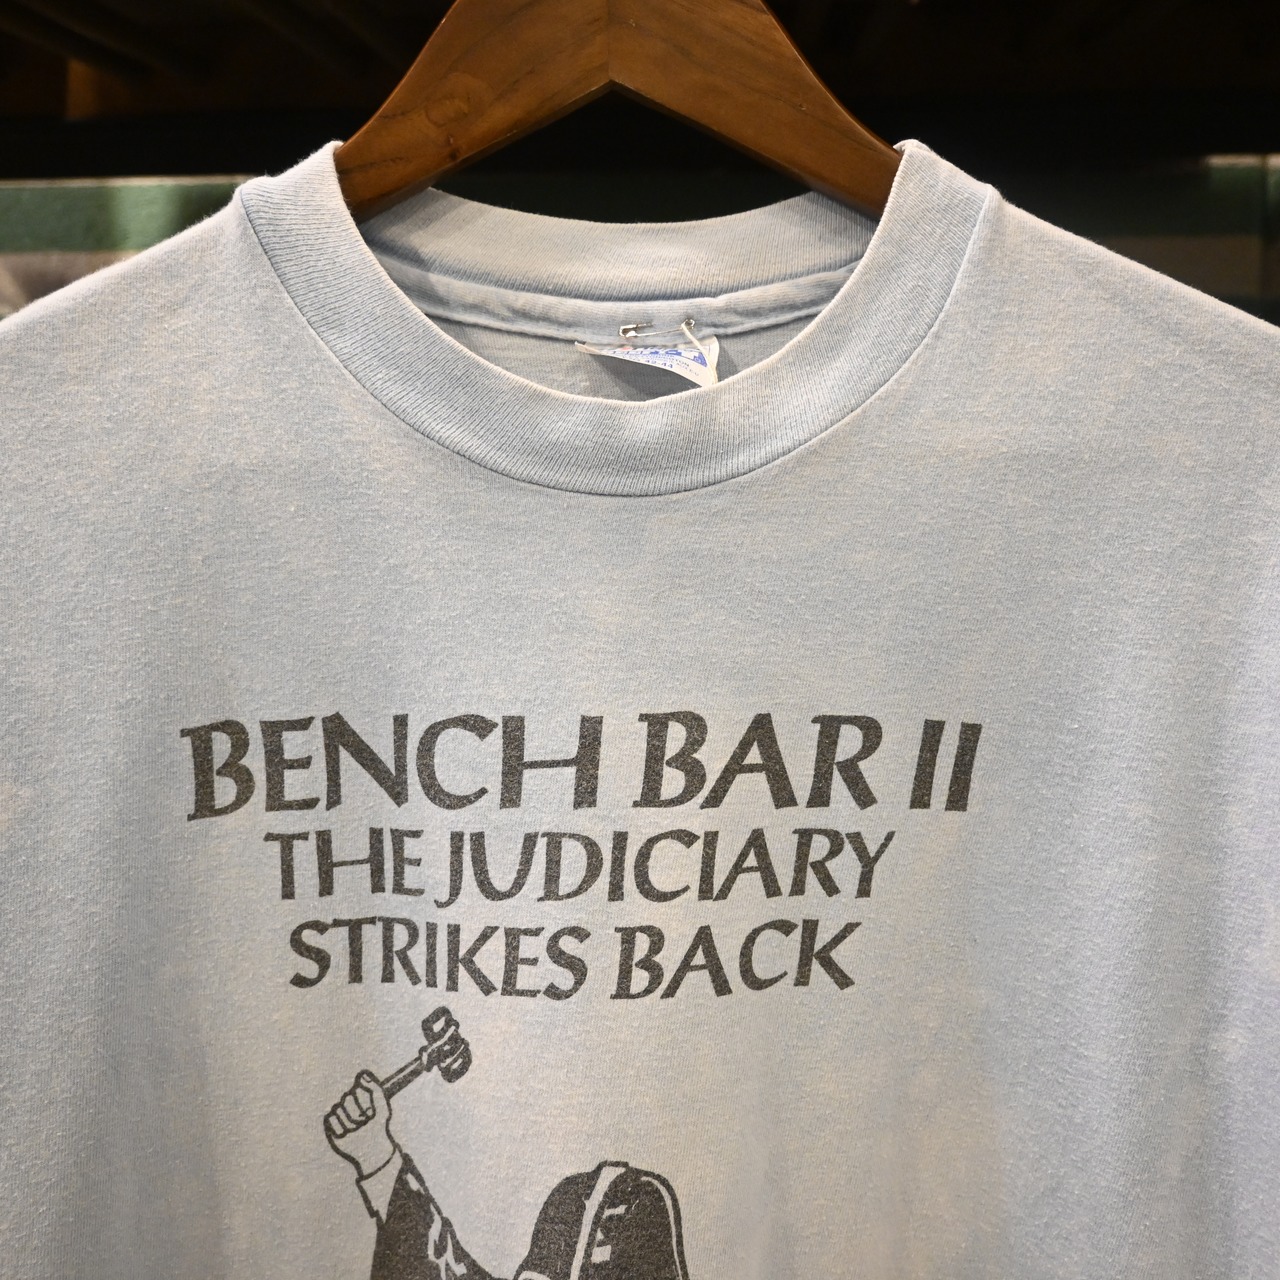 BENCH BAR II
THE JUDICIARY
STRIKES BACK